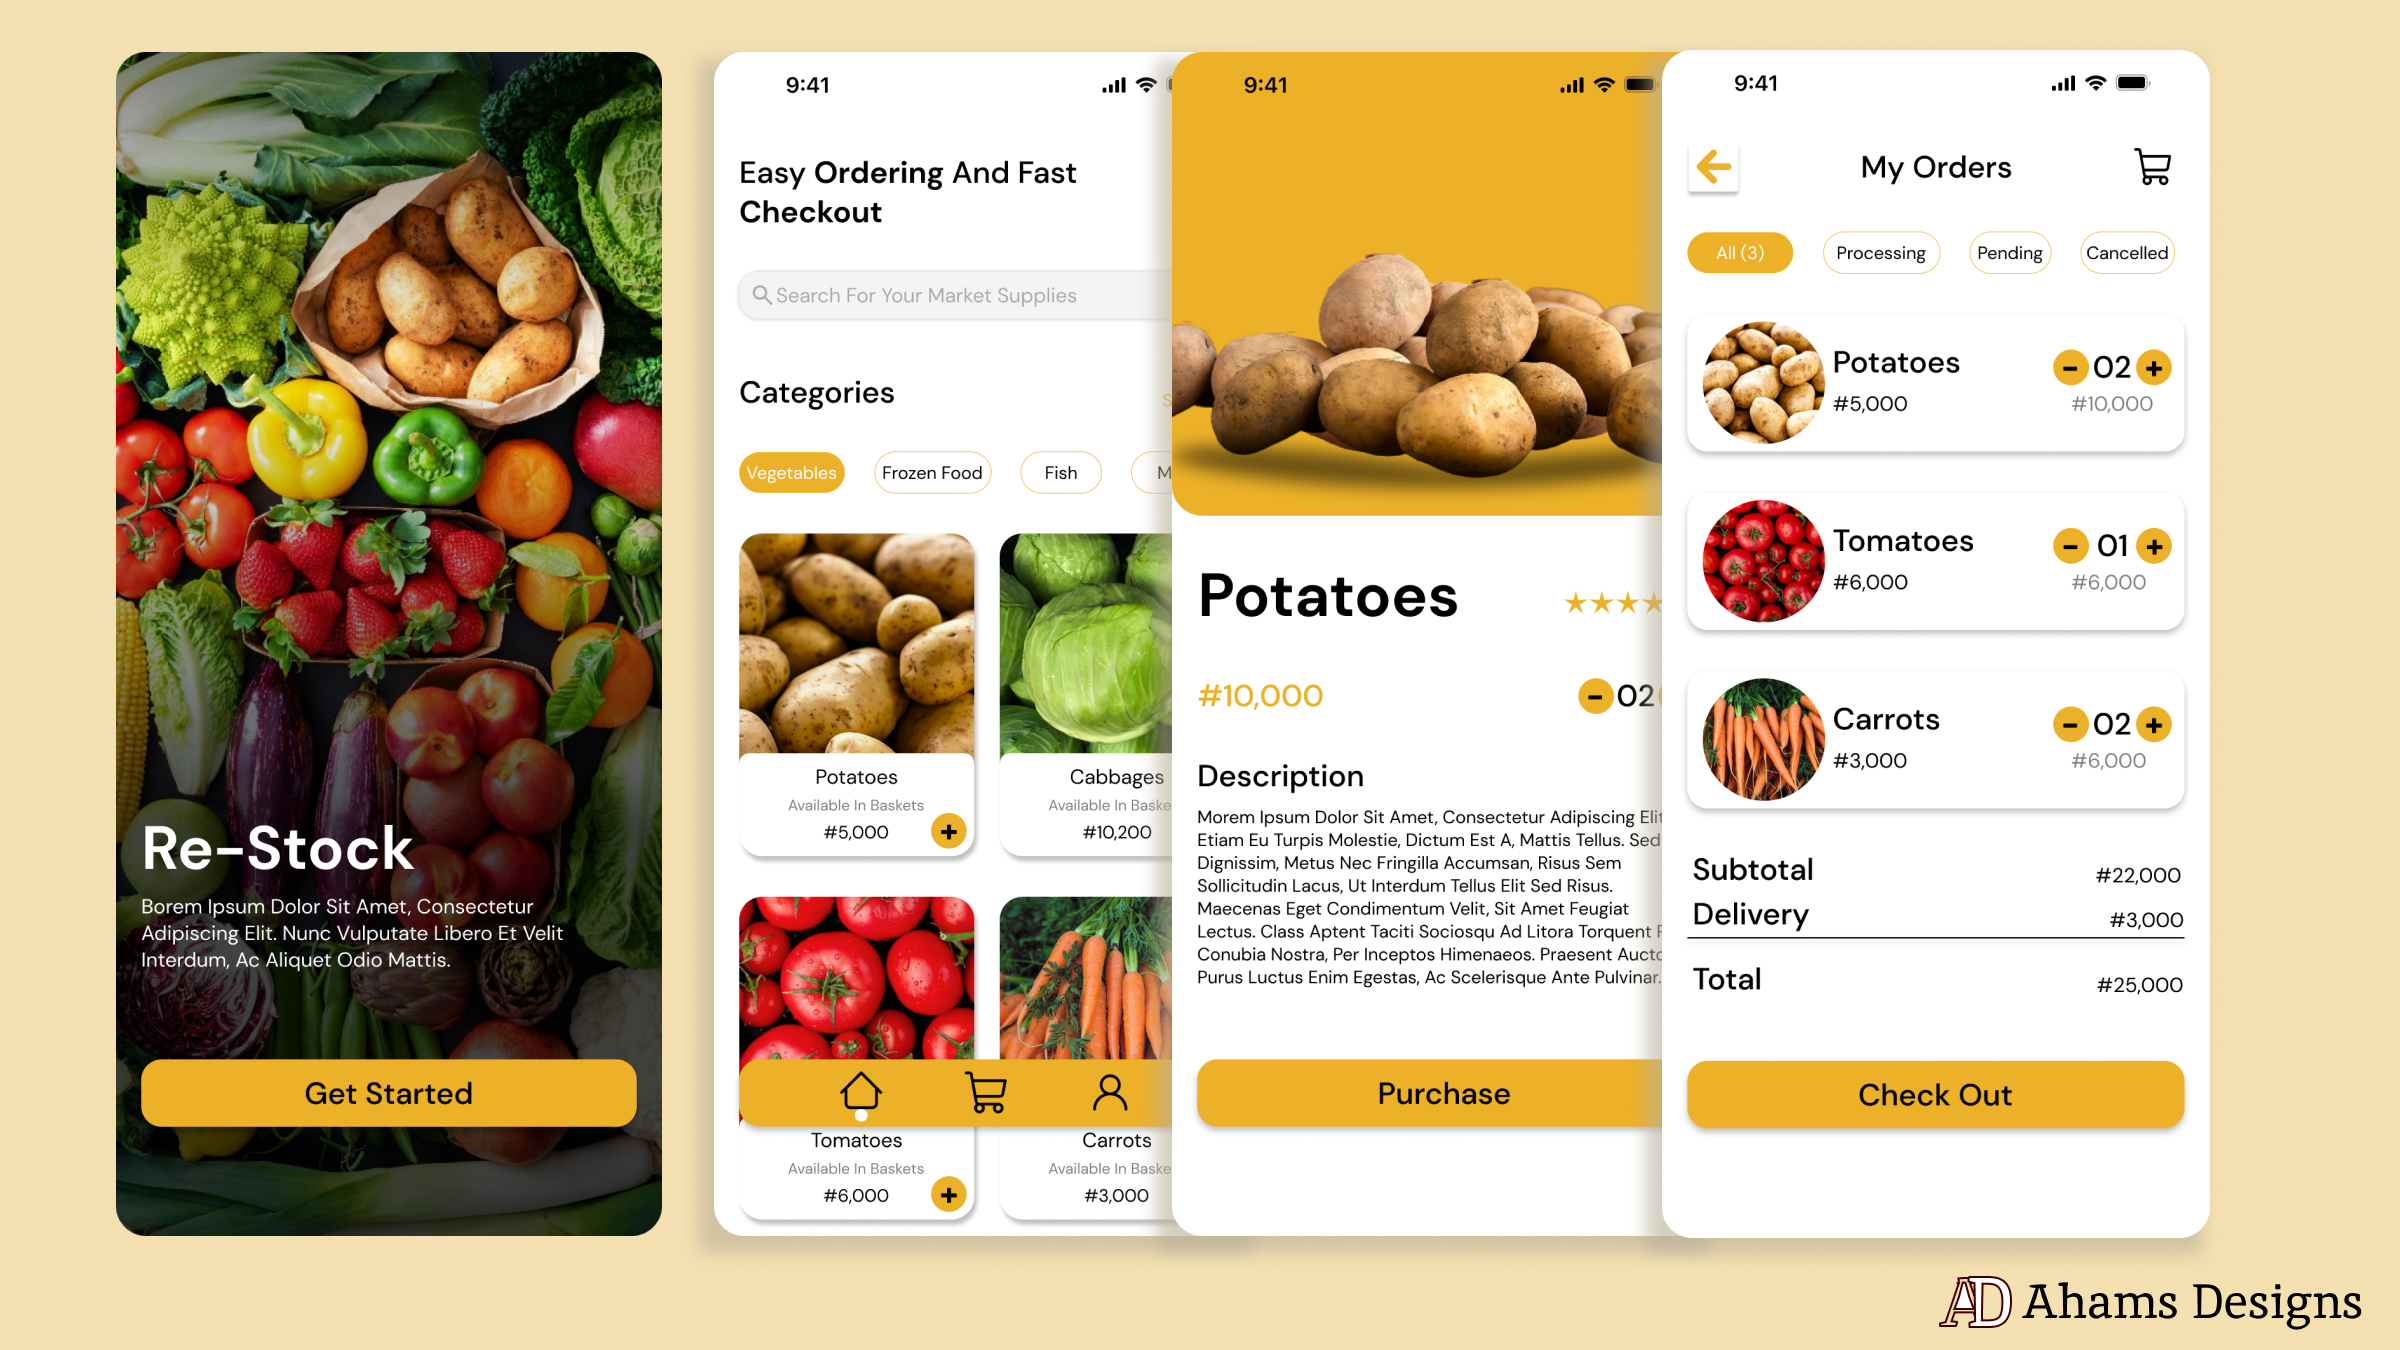 Re-Stock
Borem Ipsum Dolor Sit Amet, Consectetur
Adipiscing Elit. Nunc Vulputate Libero Et Velit
Interdum, Ac Aliquet Odio Mattis.
Get Started
9:41
Easy Ordering And Fast
Checkout
Search For Your Market Supplies
Categories
Vegetables Frozen Food Fish
Potatoes Cabbages
Available In Baskets Available In
#5,000 + #10,200
Tomatoes Carrots
Available In Baskets Available In
#6,000 + #3,000
9:41
Potatoes
#10,000 - 02
Description
Morem Ipsum Dolor Sit Amet, Consectetur Adipiscing Elit
Etiam Eu Turpis Molestie, Dictum Est A, Mattis Tellus. Sed
Dignissim, Metus Nec Fringilla Accumsan, Risus Sem
Sollicitudin Lacus, Ut Interdum Tellus Elit Sed Risus.
Maecenas Eget Condimentum Velit, Sit Amet Feugiat
Lectus. Class Aptent Taciti Sociosqu Ad Litora Torquent
Conubia Nostra, Per Inceptos Himenaeos. Praesent
Purus Luctus Enim Egestas, Ac Scelerisque Ante Pulvinar.
Purchase
9:41
My Orders
All (3) Processing Pending Cancelled
Potatoes - 02 +
#5,000 #10,000
Tomatoes - 01 +
#6,000 #6,000
Carrots - 02 +
#3,000 #6,000
Subtotal #22,000
Delivery #3,000
Total #25,000
Check Out
AD Ahams Designs